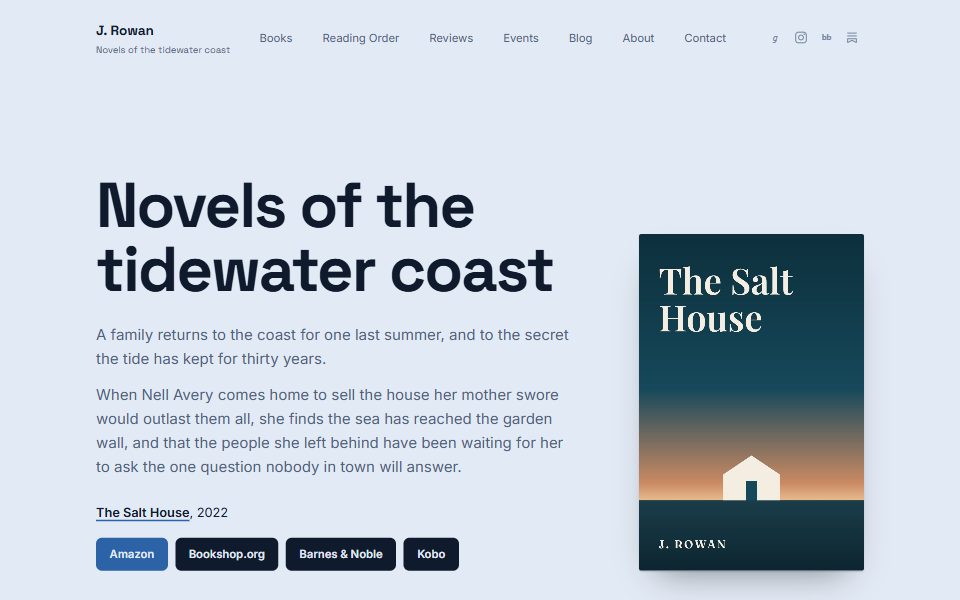 J. Rowan
Novels of the tidewater coast
Books
Reading Order
Reviews
Events
Blog
About
Contact
g
bb
Novels of the
tidewater coast
A family returns to the coast for one last summer, and to the secret
the tide has kept for thirty years.
When Nell Avery comes home to sell the house her mother swore
would outlast them all, she finds the sea has reached the garden
wall, and that the people she left behind have been waiting for her
to ask the one question nobody in town will answer.
The Salt House, 2022
Amazon
Bookshop.org
Barnes & Noble
Kobo
The Salt
House
J. ROWAN